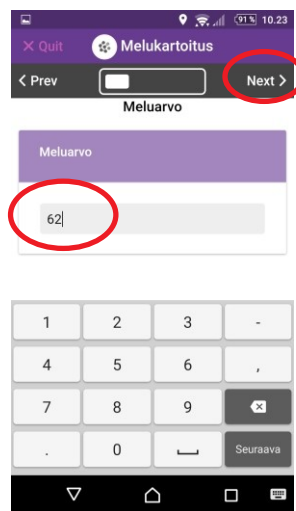 91% 10.23
X Quit Melukartoitus
< Prev Next >
Meluarvo
Meluarvo
62
1 2 3 -
4 5 6 ,
7 8 9
. 0 Seuraava